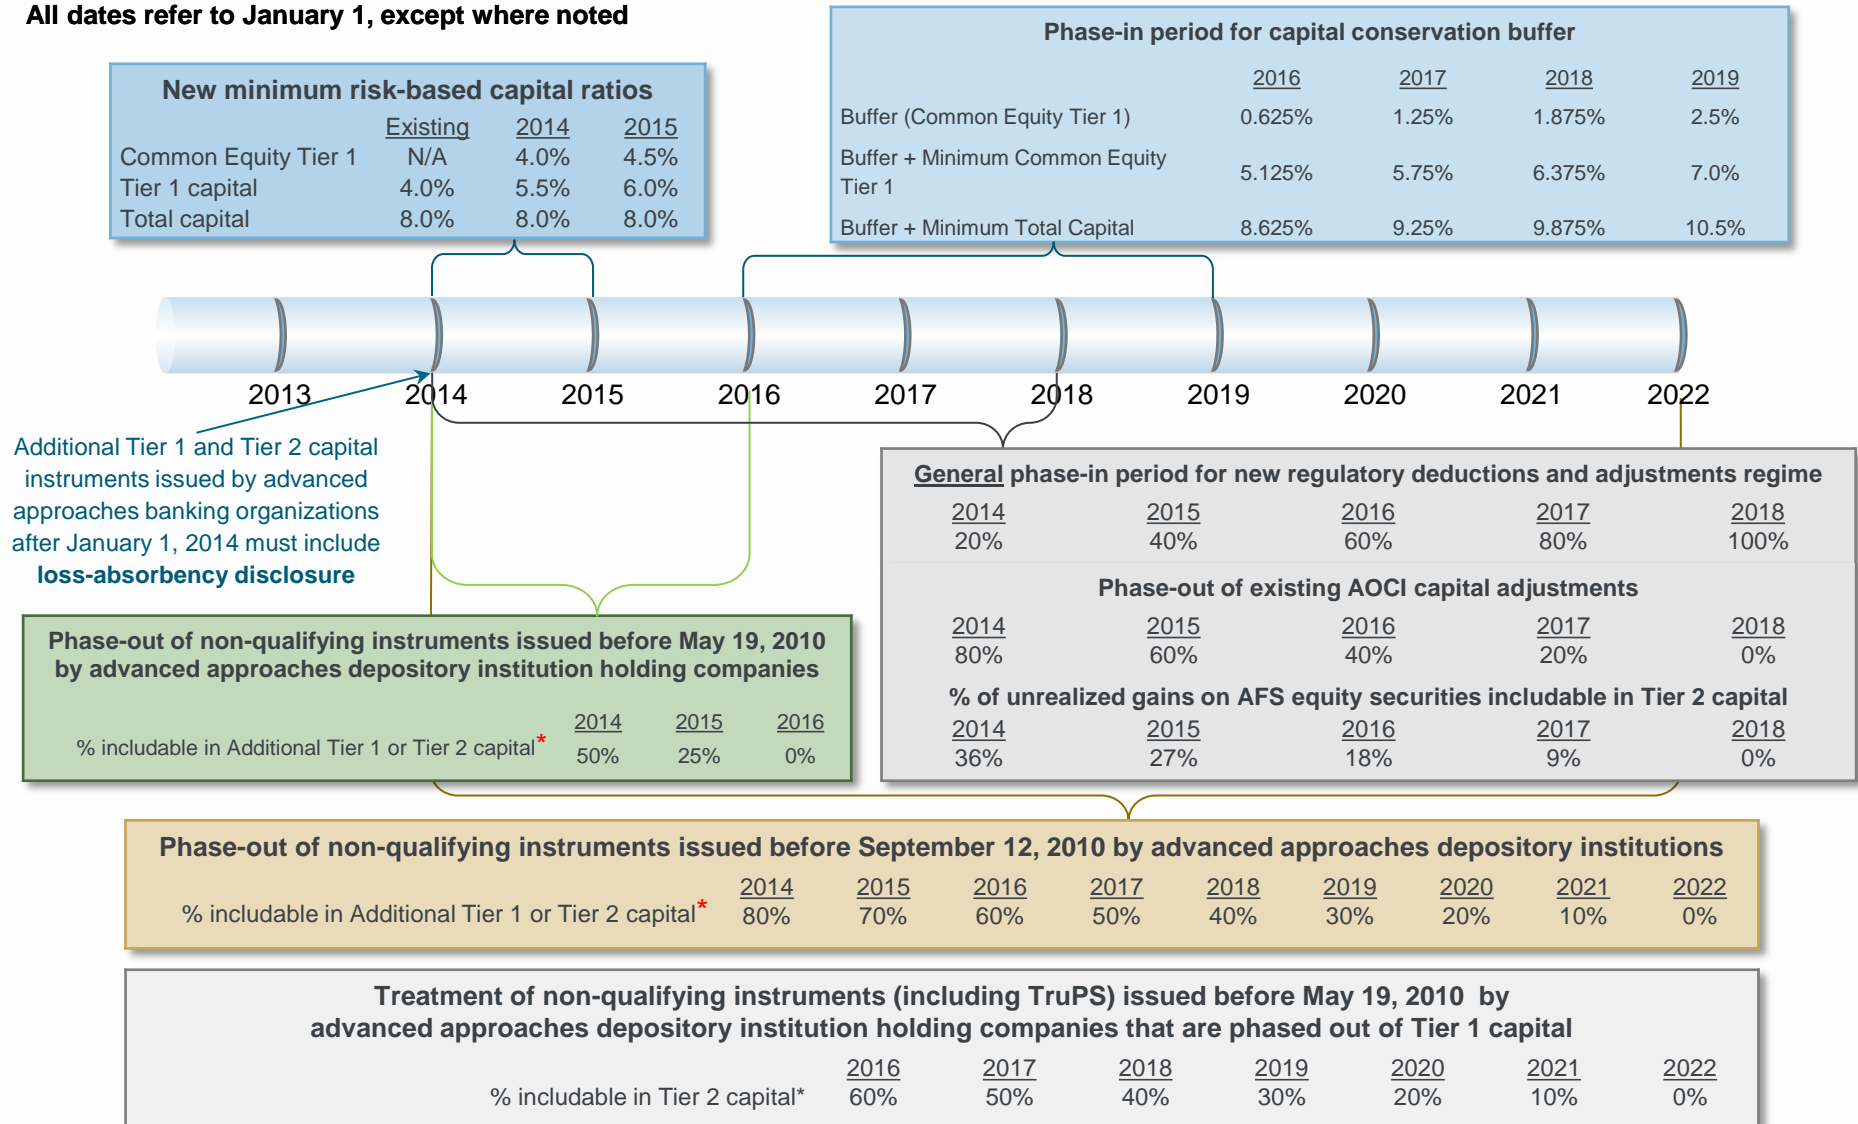 All dates refer to January 1, except where noted
New minimum risk-based capital ratios
Existing 2014 2015
Common Equity Tier 1 N/A 4.0% 4.5%
Tier 1 capital 4.0% 5.5% 6.0%
Total capital 8.0% 8.0% 8.0%
Phase-in period for capital conservation buffer
2016 2017 2018 2019
Buffer (Common Equity Tier 1) 0.625% 1.25% 1.875% 2.5%
Buffer + Minimum Common Equity
Tier 1 5.125% 5.75% 6.375% 7.0%
Buffer + Minimum Total Capital 8.625% 9.25% 9.875% 10.5%
2013 2014 2015 2016 2017 2018 2019 2020 2021 2022
Additional Tier 1 and Tier 2 capital
instruments issued by advanced
approaches banking organizations
after January 1, 2014 must include
loss-absorbency disclosure
General phase-in period for new regulatory deductions and adjustments regime
2014 2015 2016 2017 2018
20% 40% 60% 80% 100%
Phase-out of existing AOCI capital adjustments
2014 2015 2016 2017 2018
80% 60% 40% 20% 0%
% of unrealized gains on AFS equity securities includable in Tier 2 capital
2014 2015 2016 2017 2018
36% 27% 18% 9% 0%
Phase-out of non-qualifying instruments issued before May 19, 2010
by advanced approaches depository institution holding companies
2014 2015 2016
% includable in Additional Tier 1 or Tier 2 capital* 50% 25% 0%
Phase-out of non-qualifying instruments issued before September 12, 2010 by advanced approaches depository institutions
2014 2015 2016 2017 2018 2019 2020 2021 2022
% includable in Additional Tier 1 or Tier 2 capital* 80% 70% 60% 50% 40% 30% 20% 10% 0%
Treatment of non-qualifying instruments (including TruPS) issued before May 19, 2010 by
advanced approaches depository institution holding companies that are phased out of Tier 1 capital
2016 2017 2018 2019 2020 2021 2022
% includable in Tier 2 capital* 60% 50% 40% 30% 20% 10% 0%